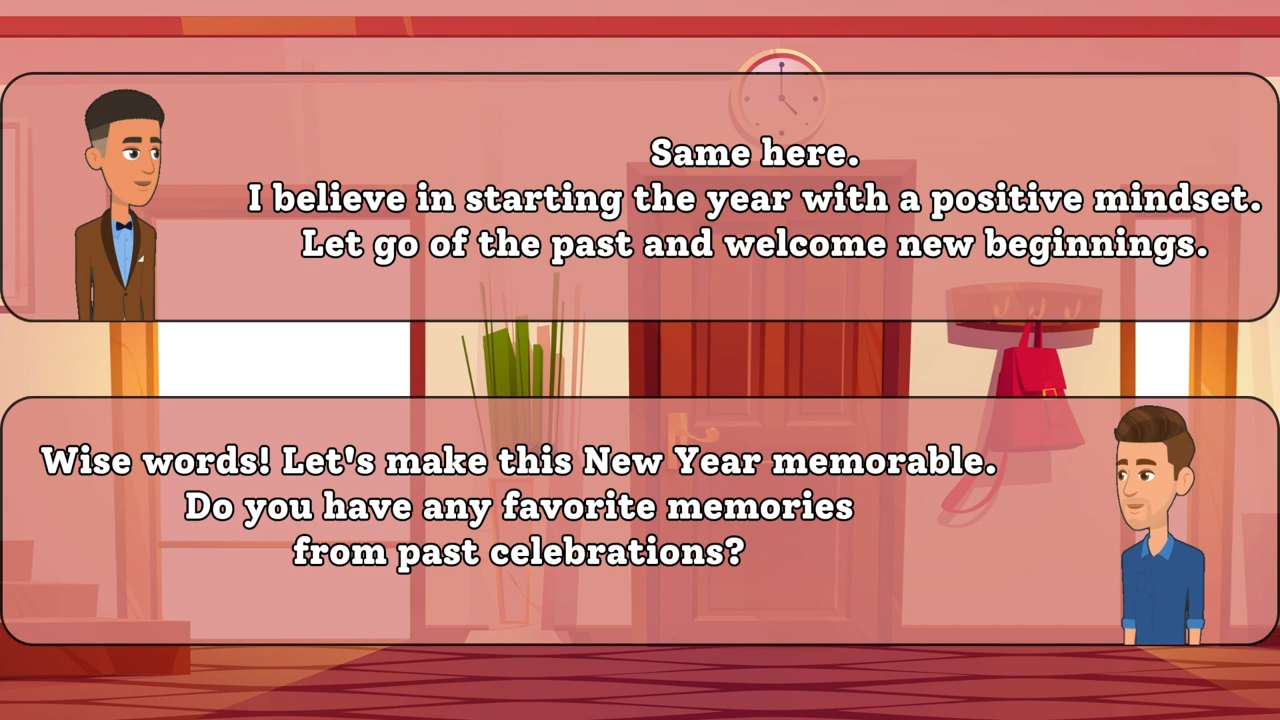 Same here.
I believe in starting the year with a positive mindset.
Let go of the past and welcome new beginnings.
Wise words! Let's make this New Year memorable.
Do you have any favorite memories
from past celebrations?